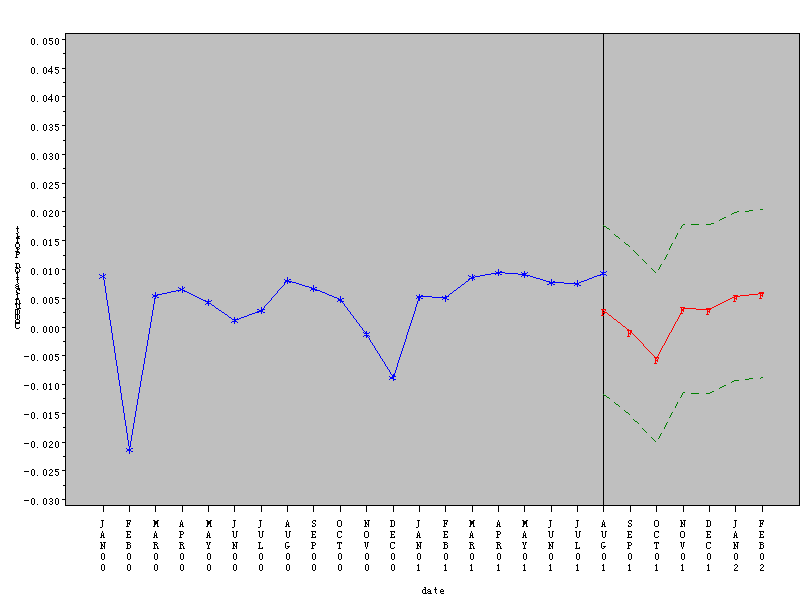 0.050
0.045
0.040
0.035
0.030
0.025
0.020
0.015
0.010
0.005
0.000
-0.005
-0.010
-0.015
-0.020
-0.025
-0.030
JAN00
FEB00
MAR00
APR00
MAY00
JUN00
JUL00
AUG00
SEP00
OCT00
NOV00
DEC00
JAN01
FEB01
MAR01
APR01
MAY01
JUN01
JUL01
AUG01
SEP01
OCT01
NOV01
DEC01
JAN02
FEB02
date